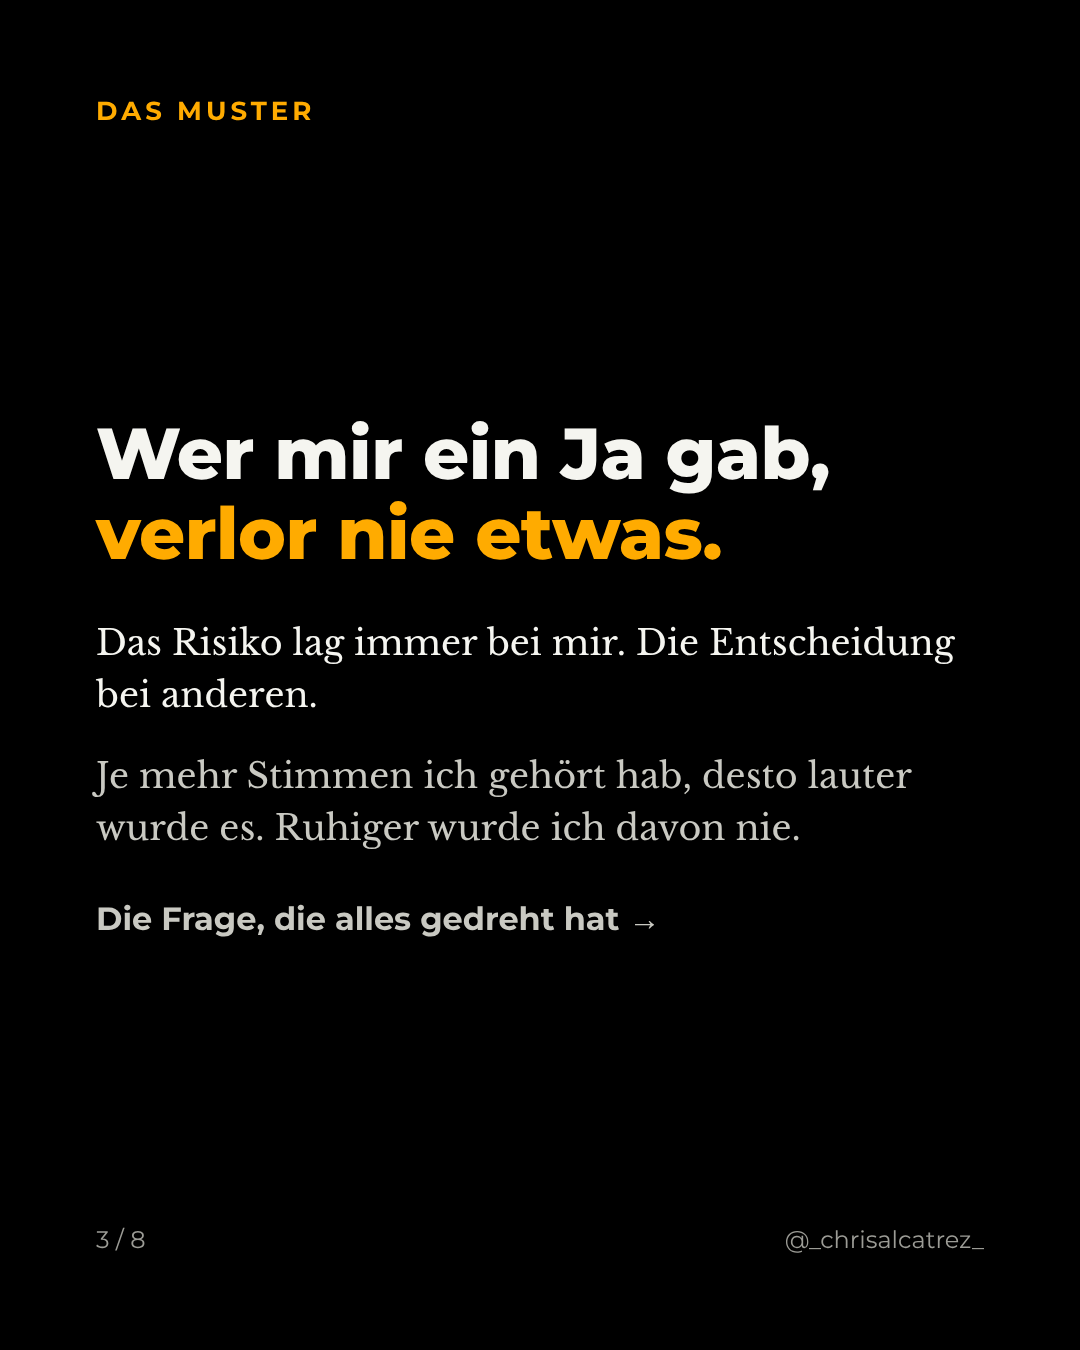 DAS MUSTER
Wer mir ein Ja gab,
verlor nie etwas.
Das Risiko lag immer bei mir. Die Entscheidung
bei anderen.
Je mehr Stimmen ich gehört hab, desto lauter
wurde es. Ruhiger wurde ich davon nie.
Die Frage, die alles gedreht hat →
3 / 8
@_chrisalcatrez_